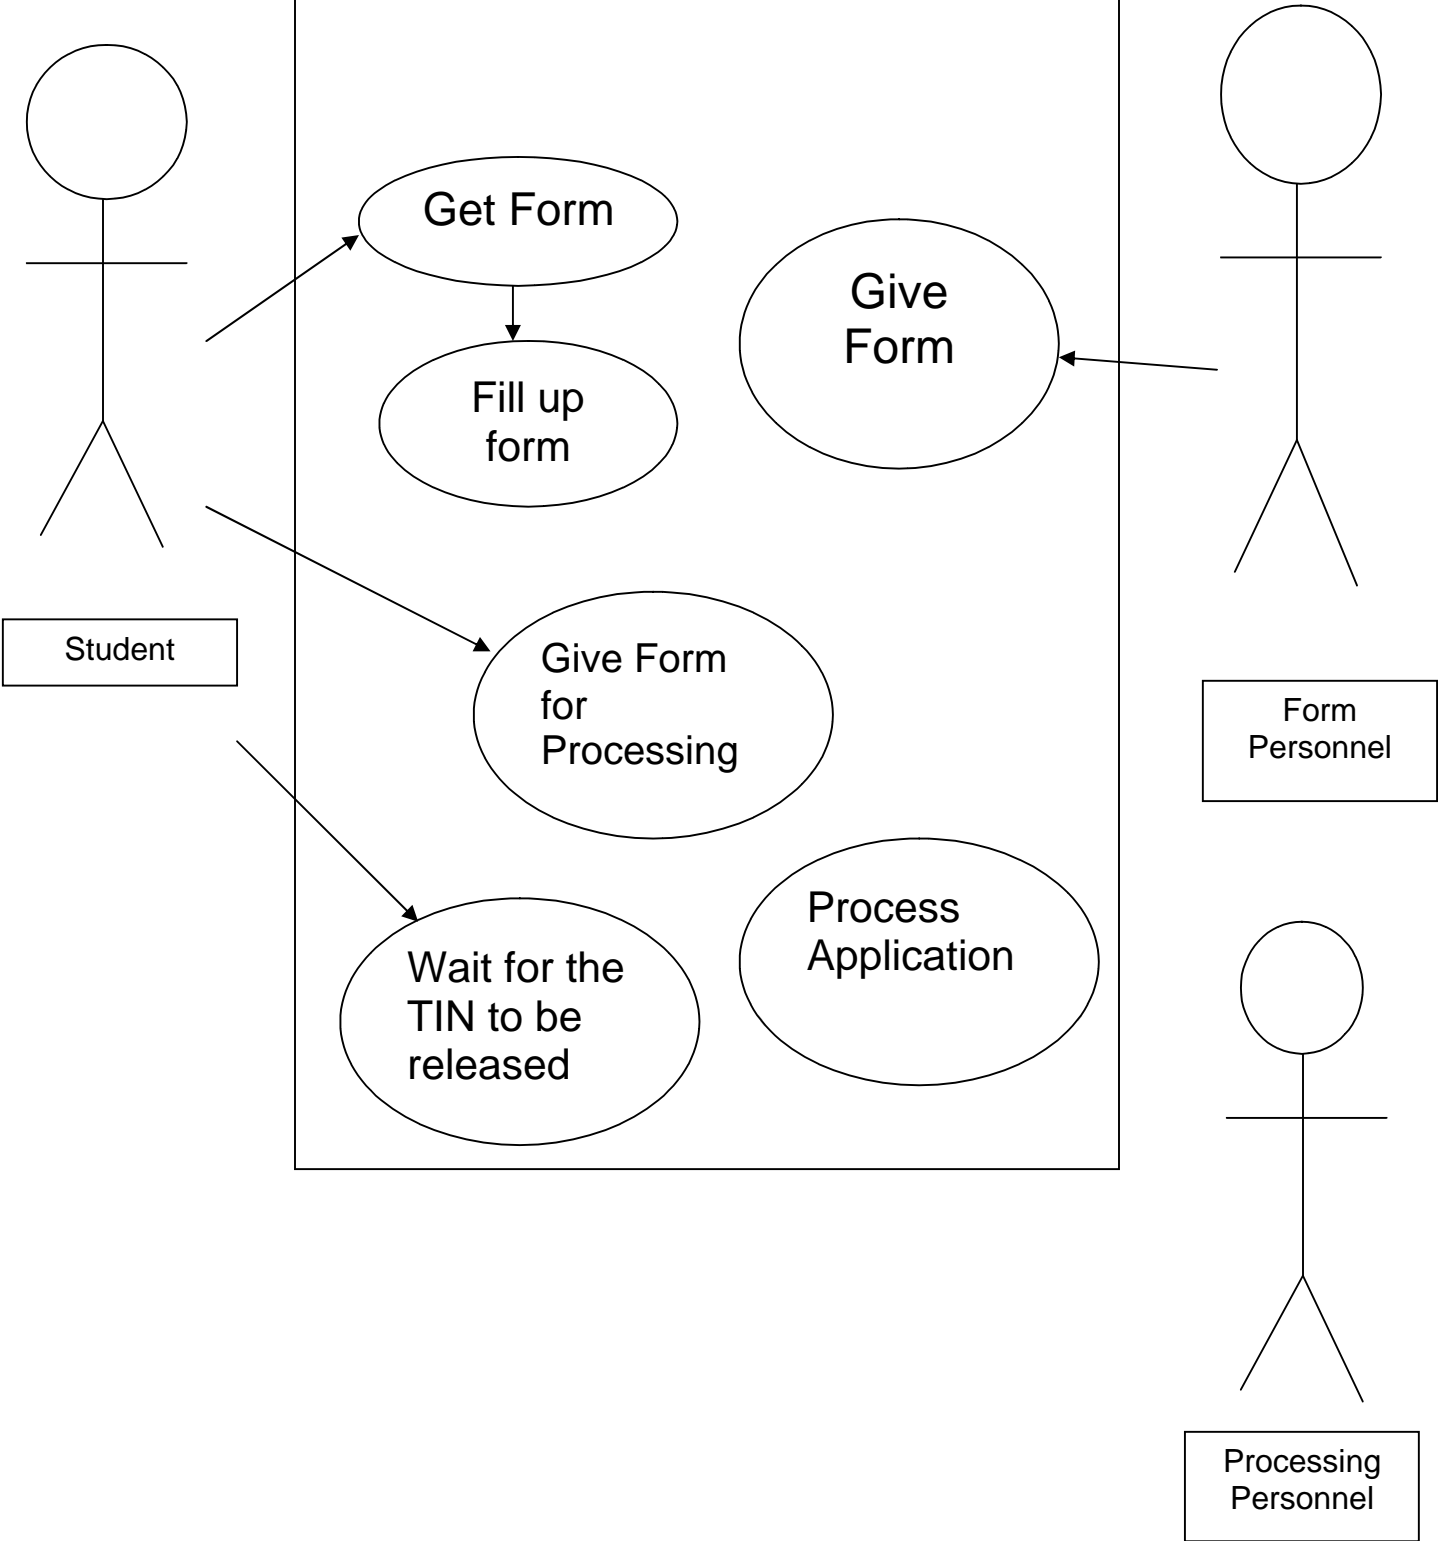 Get Form
Give
Form
Fill up
form
Student
Give Form
for
Processing
Form
Personnel
Process
Application
Wait for the
TIN to be
released
Processing
Personnel